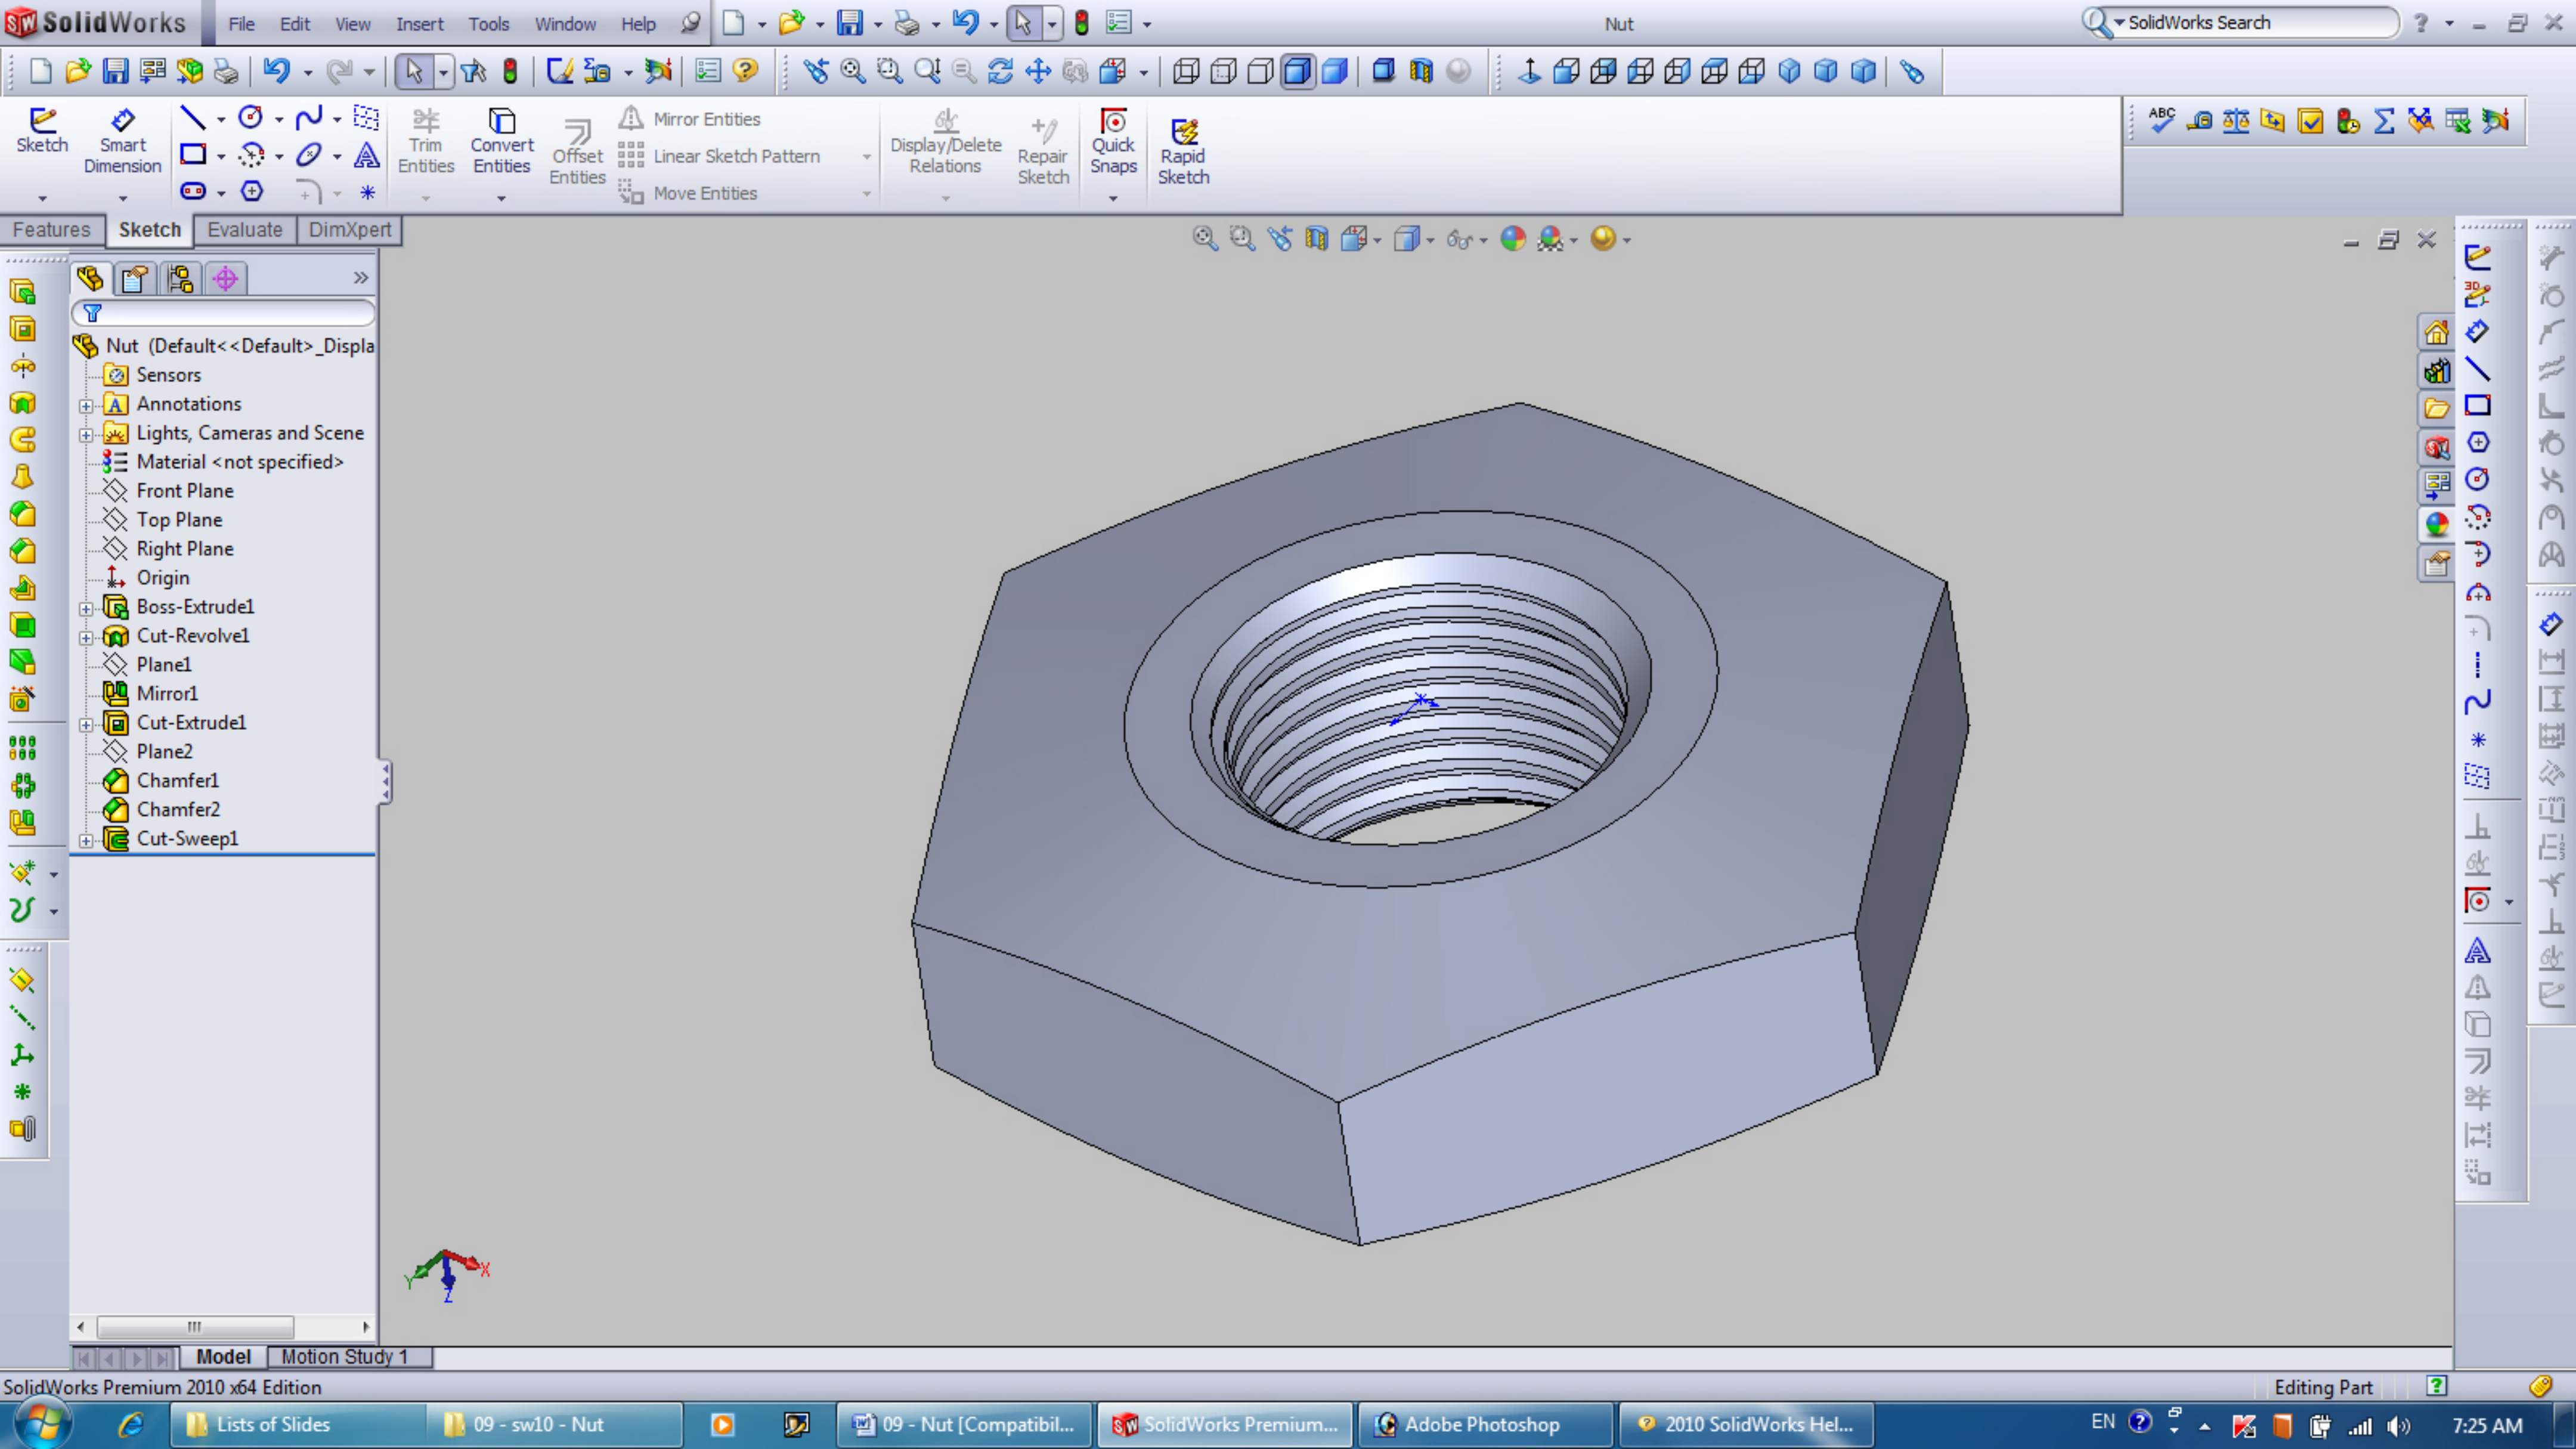 SolidWorks File Edit View Insert Tools Window Help Nut SolidWorks Search
Sketch Smart Dimension Trim Entities Convert Entities Offset Entities Mirror Entities Linear Sketch Pattern Move Entities Display/Delete Relations Repair Sketch Quick Snaps Rapid Sketch ABC
Features Sketch Evaluate DimXpert
3D
Nut (Default<<Default>_Displa
Sensors
Annotations
Lights, Cameras and Scene
Material <not specified>
Front Plane
Top Plane
Right Plane
Origin
Boss-Extrude1
Cut-Revolve1
Plane1
Mirror1
Cut-Extrude1
Plane2
Chamfer1
Chamfer2
Cut-Sweep1
Y X
Z
Model Motion Study 1
SolidWorks Premium 2010 x64 Edition Editing Part
Lists of Slides 09 - sw10 - Nut 09 - Nut [Compatibil... SolidWorks Premium... Adobe Photoshop 2010 SolidWorks Hel... EN 7:25 AM